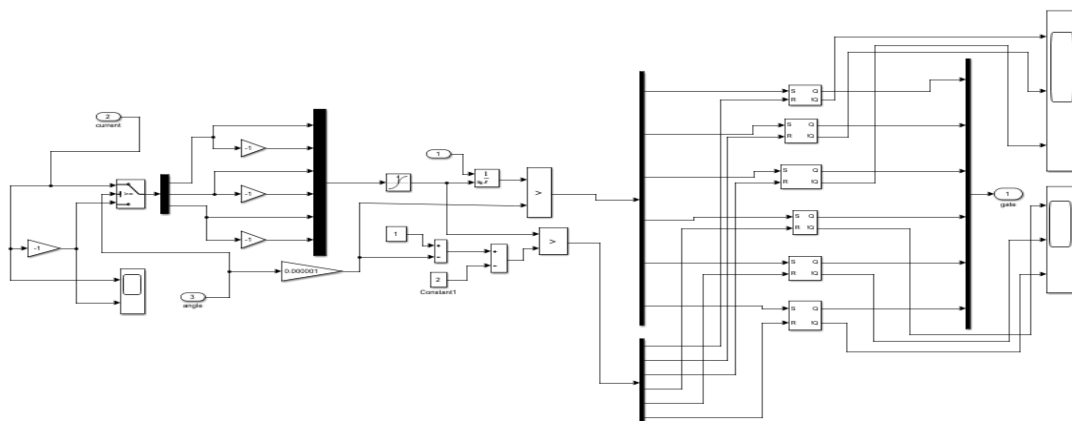 2
current
-1
-1
-1
1
>=
-1
3
angle
0.000001
1
1
2
Constant1
>
>
S Q
R !Q
S Q
R !Q
S Q
R !Q
S Q
R !Q
S Q
R !Q
S Q
R !Q
1
gate